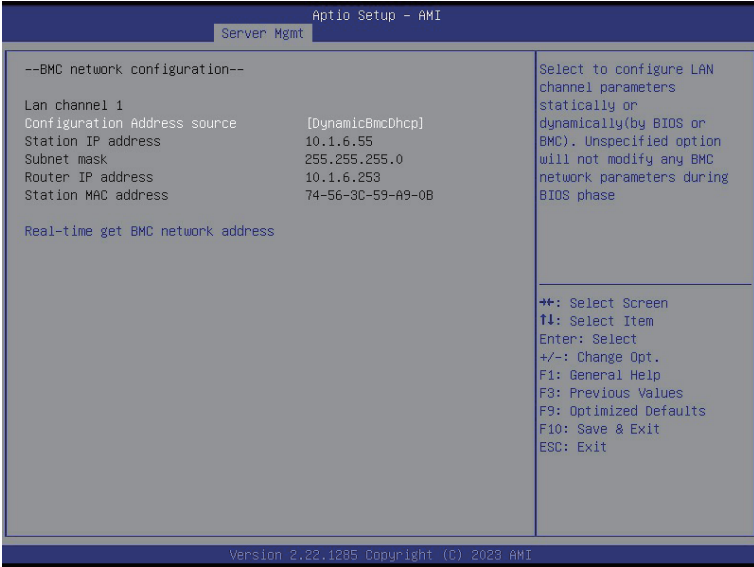 Aptio Setup – AMI
Server Mgmt
--BMC network configuration--
Lan channel 1
Configuration Address source [DynamicBmcDhcp]
Station IP address 10.1.6.55
Subnet mask 255.255.255.0
Router IP address 10.1.6.253
Station MAC address 74-56-3C-59-A9-0B
Real-time get BMC network address
Select to configure LAN
channel parameters
statically or
dynamically(by BIOS or
BMC). Unspecified option
will not modify any BMC
network parameters during
BIOS phase
→←: Select Screen
↑↓: Select Item
Enter: Select
+/-: Change Opt.
F1: General Help
F3: Previous Values
F9: Optimized Defaults
F10: Save & Exit
ESC: Exit
Version 2.22.1285 Copyright (C) 2023 AMI